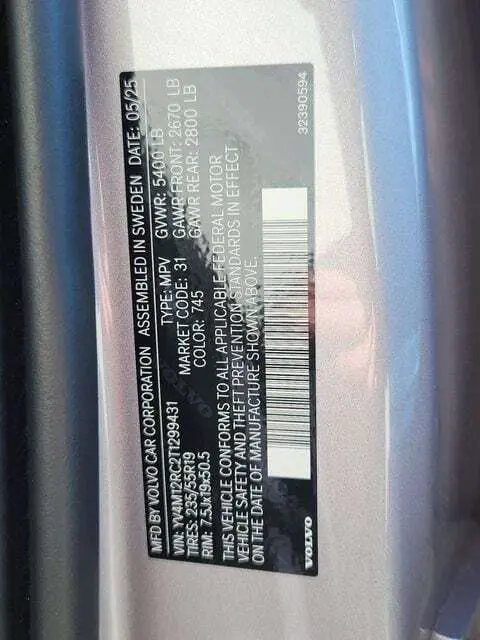 MFD BY VOLVO CAR CORPORATION ASSEMBLED IN SWEDEN DATE: 05/25
VIN: YV4M12RC2T1299431 TYPE: MPV GVWR: 5400 LB
TIRES: 235/55R19 MARKET CODE: 31 GAWR FRONT: 2670 LB
RIM: 7.5Jx19x50.5 COLOR: 745 GAWR REAR: 2800 LB
THIS VEHICLE CONFORMS TO ALL APPLICABLE FEDERAL MOTOR
VEHICLE SAFETY AND THEFT PREVENTION STANDARDS IN EFFECT
ON THE DATE OF MANUFACTURE SHOWN ABOVE.
VOLVO 32390594
VOLVO